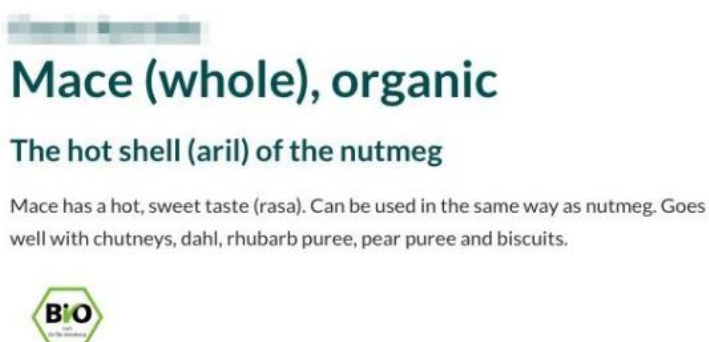 Mace (whole), organic
The hot shell (aril) of the nutmeg
Mace has a hot, sweet taste (rasa). Can be used in the same way as nutmeg. Goes
well with chutneys, dahl, rhubarb puree, pear puree and biscuits.
BiO